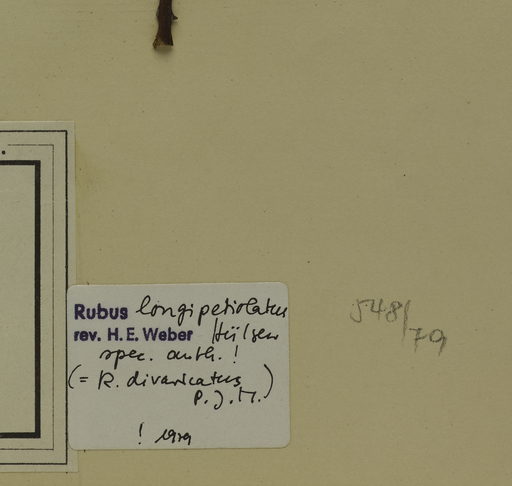 Rubus longipetiolatus
rev. H. E. Weber Hülsen
spec. auth. !
(= R. divaricatus
P. J. M. )
! 1979
548/79